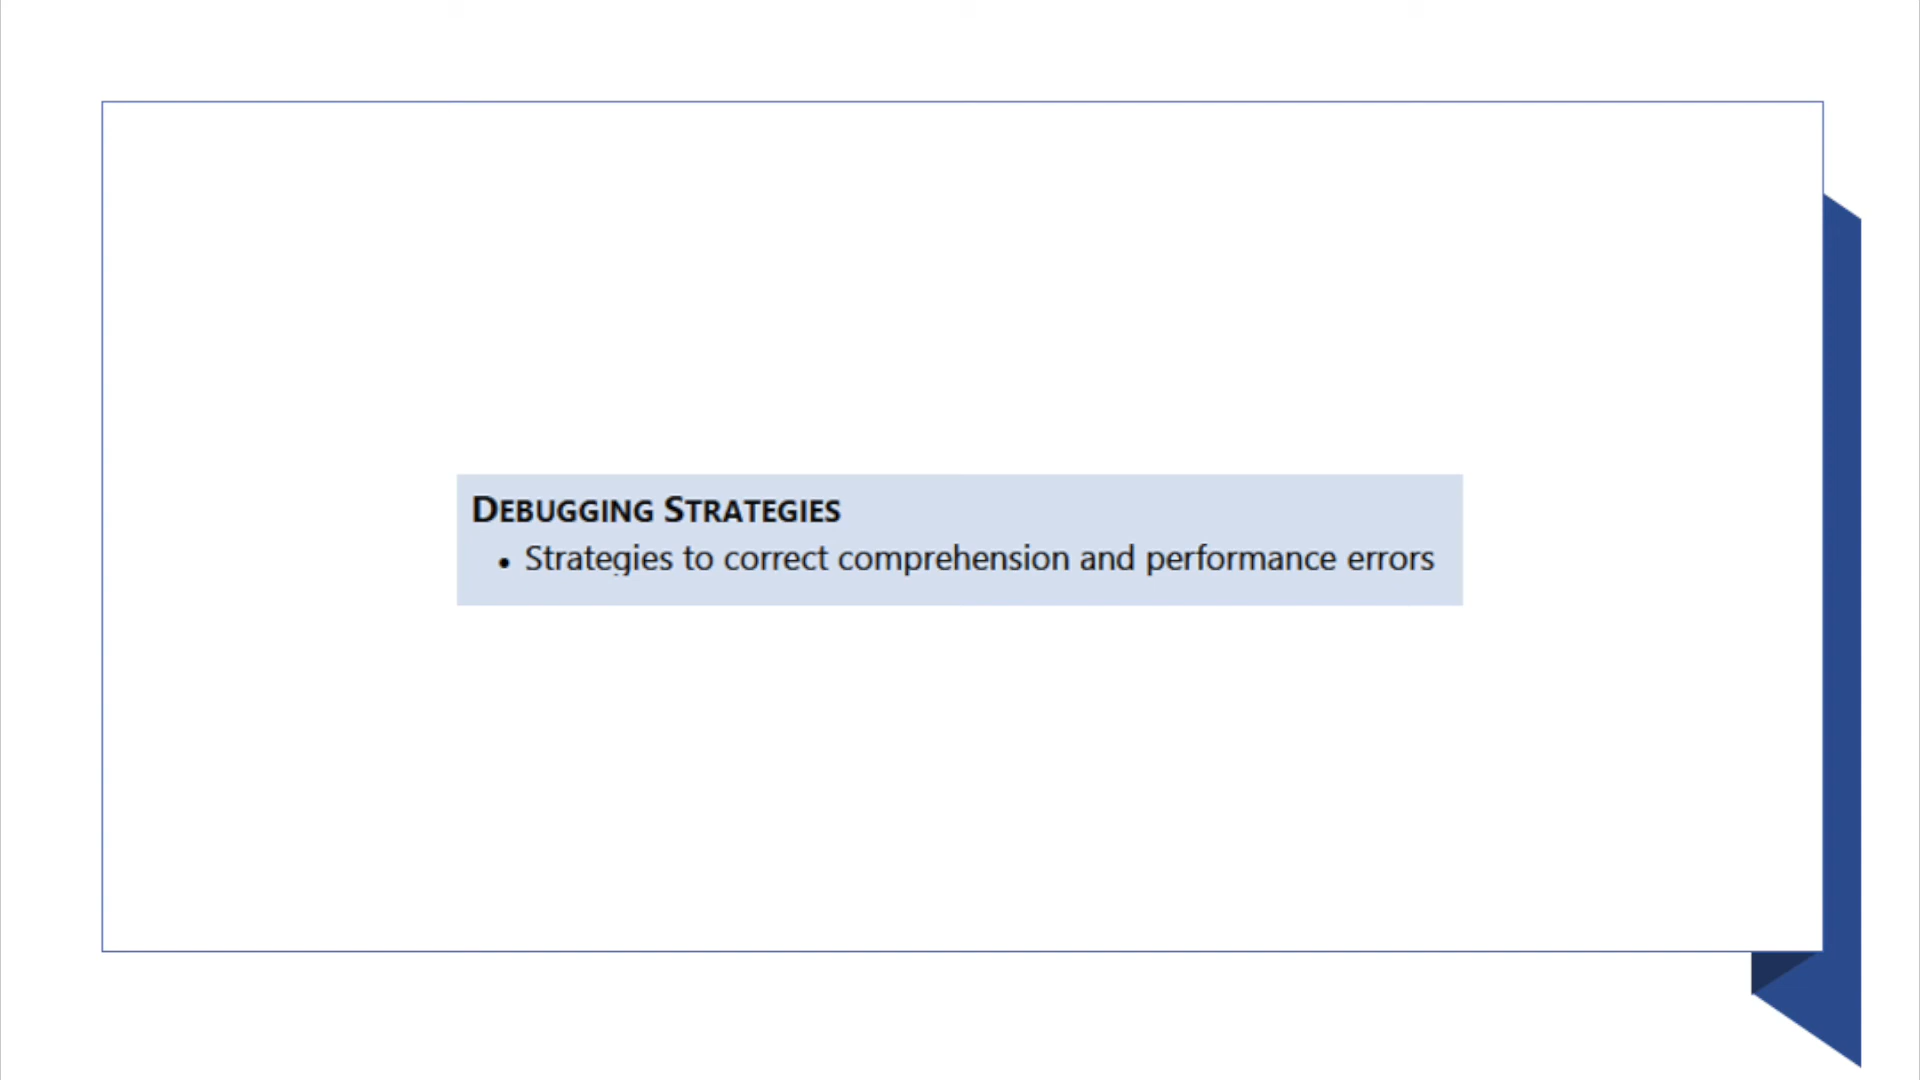 DEBUGGING STRATEGIES
• Strategies to correct comprehension and performance errors